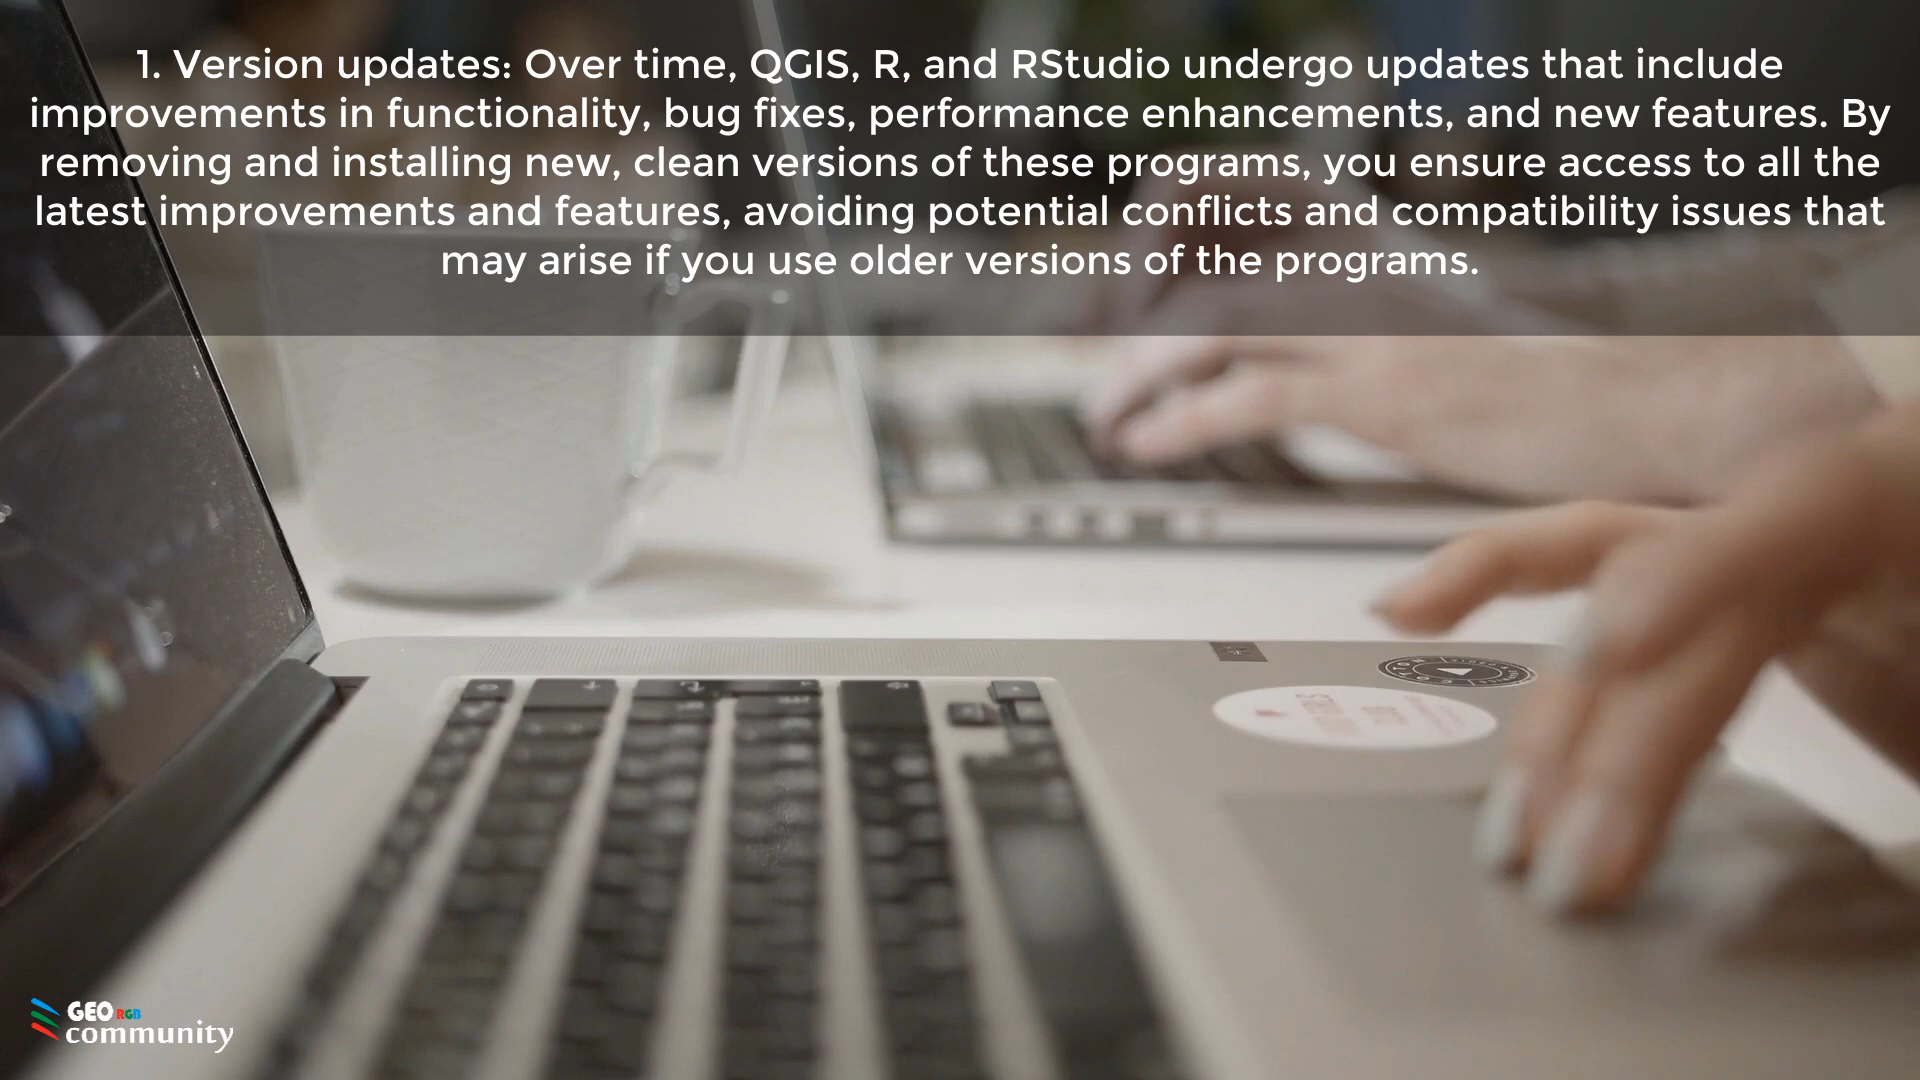 1. Version updates: Over time, QGIS, R, and RStudio undergo updates that include
improvements in functionality, bug fixes, performance enhancements, and new features. By
removing and installing new, clean versions of these programs, you ensure access to all the
latest improvements and features, avoiding potential conflicts and compatibility issues that
may arise if you use older versions of the programs.
GEO RGB
community